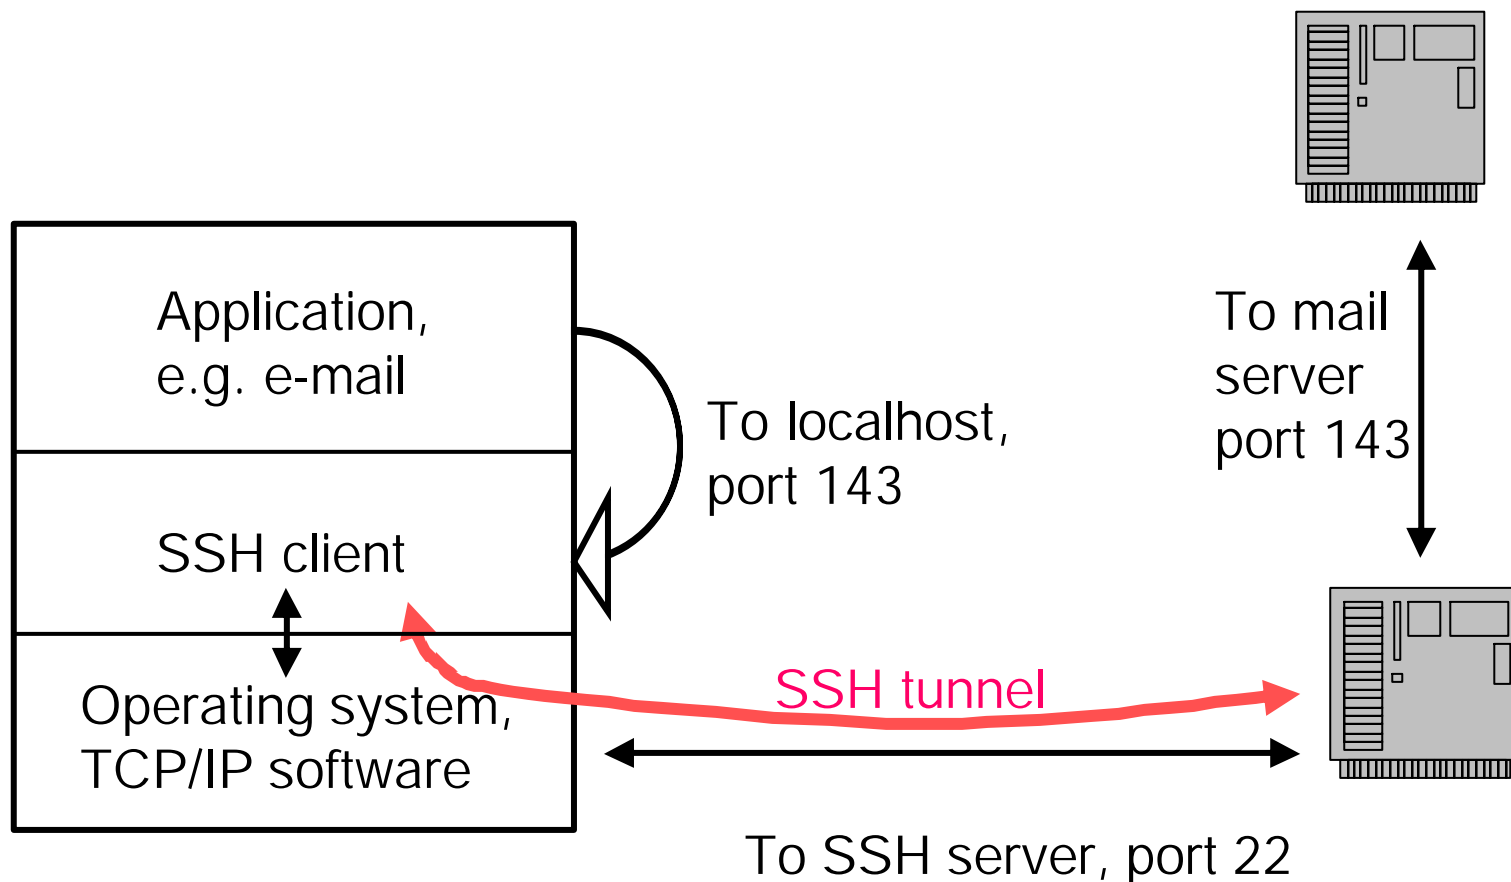 Application,
e.g. e-mail
To localhost,
port 143
To mail
server
port 143
SSH client
SSH tunnel
Operating system,
TCP/IP software
To SSH server, port 22